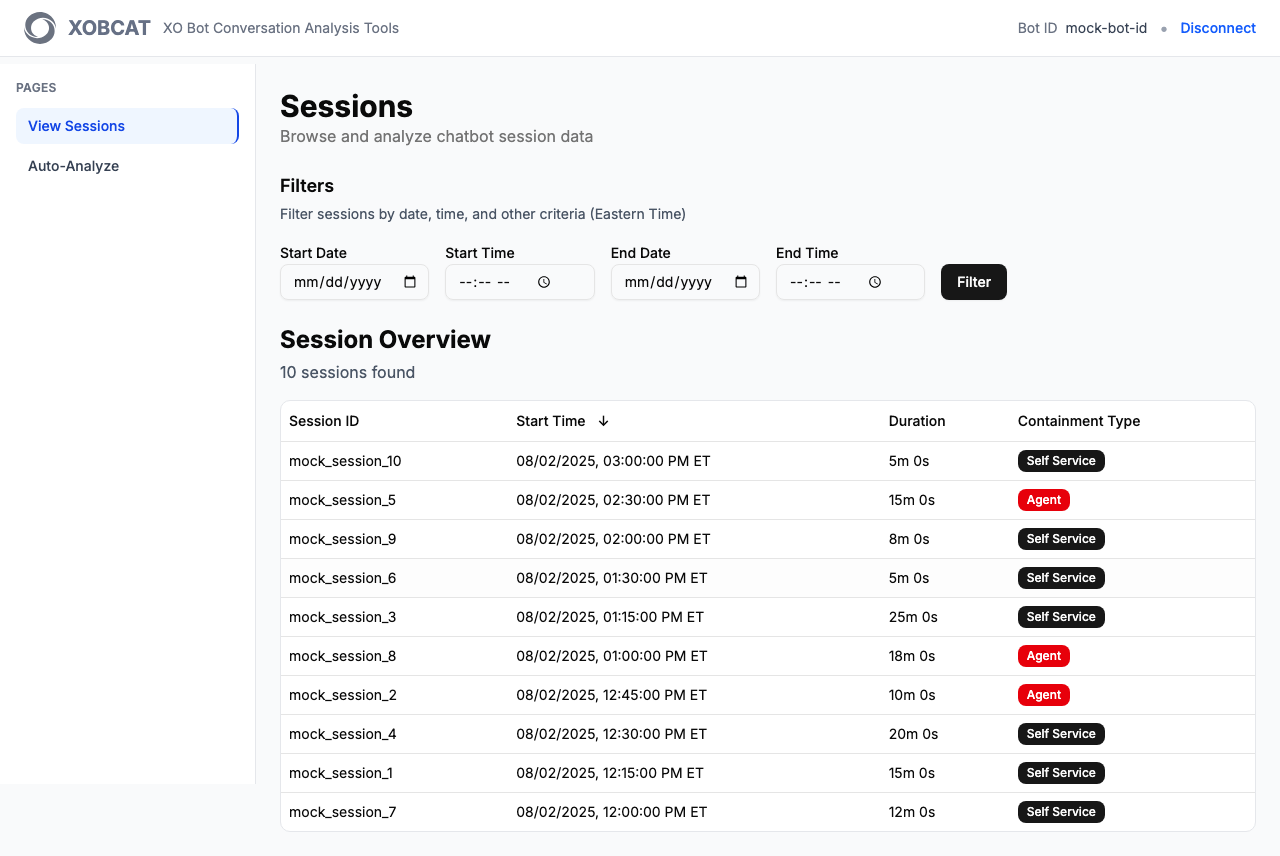 XOBCAT XO Bot Conversation Analysis Tools Bot ID mock-bot-id • Disconnect
PAGES
View Sessions
Auto-Analyze
Sessions
Browse and analyze chatbot session data
Filters
Filter sessions by date, time, and other criteria (Eastern Time)
Start Date Start Time End Date End Time
mm/dd/yyyy --:-- -- mm/dd/yyyy --:-- -- Filter
Session Overview
10 sessions found
Session ID Start Time ↓ Duration Containment Type
mock_session_10 08/02/2025, 03:00:00 PM ET 5m 0s Self Service
mock_session_5 08/02/2025, 02:30:00 PM ET 15m 0s Agent
mock_session_9 08/02/2025, 02:00:00 PM ET 8m 0s Self Service
mock_session_6 08/02/2025, 01:30:00 PM ET 5m 0s Self Service
mock_session_3 08/02/2025, 01:15:00 PM ET 25m 0s Self Service
mock_session_8 08/02/2025, 01:00:00 PM ET 18m 0s Agent
mock_session_2 08/02/2025, 12:45:00 PM ET 10m 0s Agent
mock_session_4 08/02/2025, 12:30:00 PM ET 20m 0s Self Service
mock_session_1 08/02/2025, 12:15:00 PM ET 15m 0s Self Service
mock_session_7 08/02/2025, 12:00:00 PM ET 12m 0s Self Service